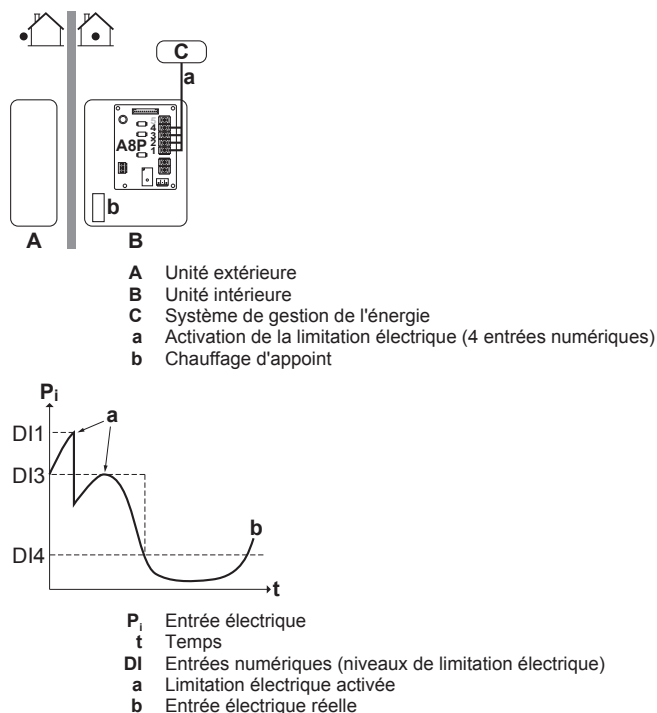 C
a
5
4
3
2
1
A8P
b
A B
A Unité extérieure
B Unité intérieure
C Système de gestion de l'énergie
a Activation de la limitation électrique (4 entrées numériques)
b Chauffage d'appoint
Pi
a
DI1
DI3
b
DI4
t
Pi Entrée électrique
t Temps
DI Entrées numériques (niveaux de limitation électrique)
a Limitation électrique activée
b Entrée électrique réelle